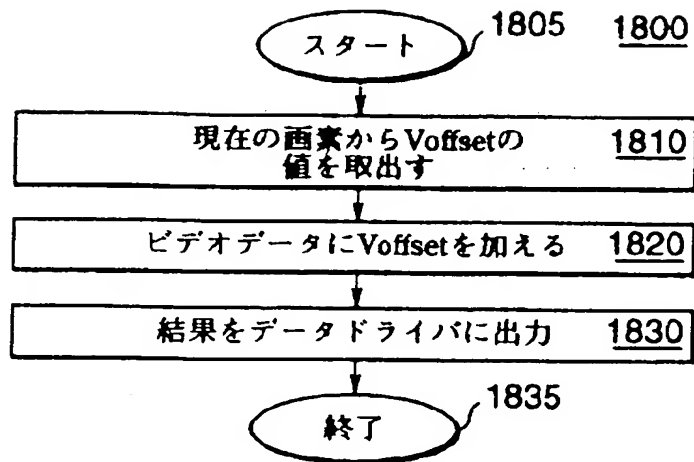 スタート 1805 1800
現在の画素からVoffsetの 1810
値を取出す
ビデオデータにVoffsetを加える 1820
結果をデータドライバに出力 1830
終了 1835